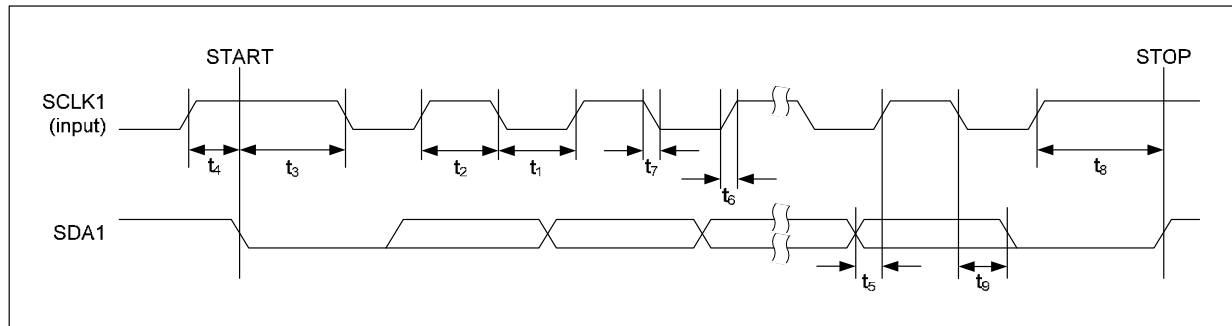 START STOP
SCLK1
(input)
t4 t3 t2 t1 t7 t6 t8
SDA1
t5 t9